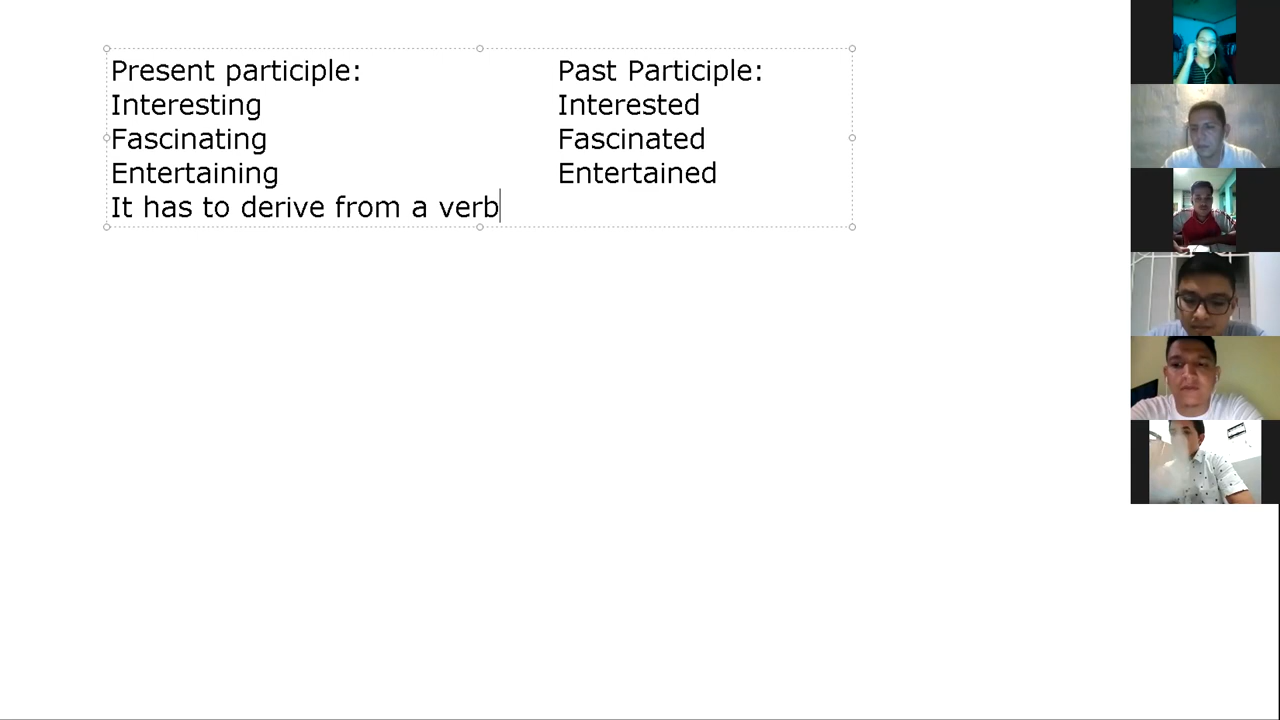 Present participle: Past Participle:
Interesting Interested
Fascinating Fascinated
Entertaining Entertained
It has to derive from a verb